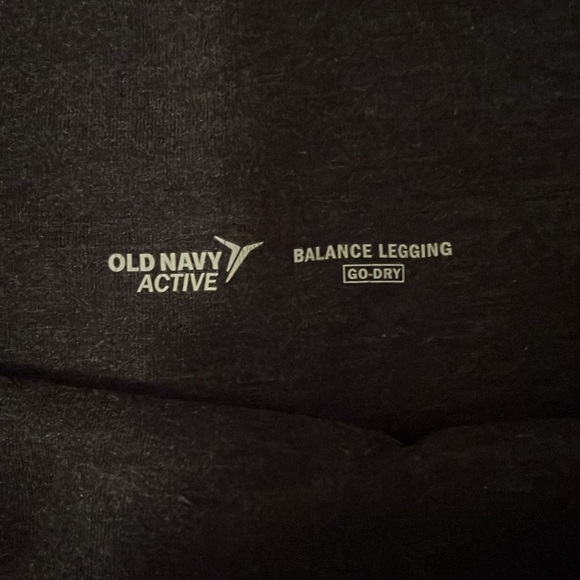 OLD NAVY
ACTIVE
BALANCE LEGGING
GO-DRY